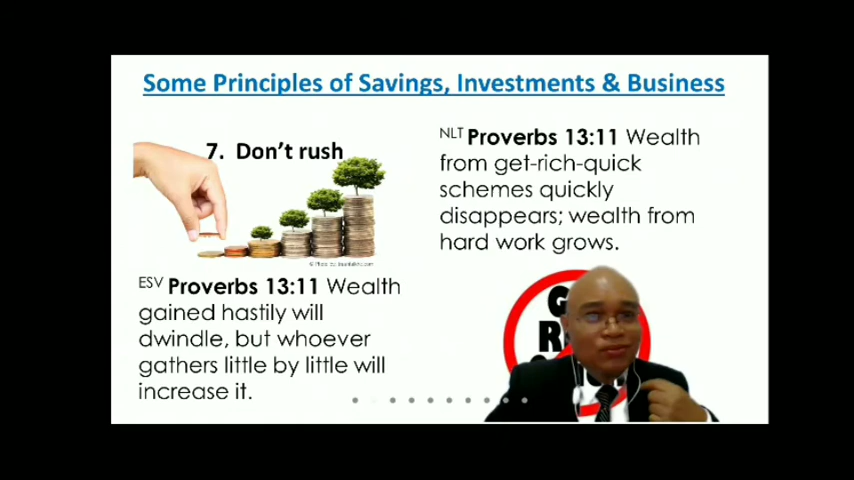 Some Principles of Savings, Investments & Business
7. Don't rush
ESV Proverbs 13:11 Wealth
gained hastily will
dwindle, but whoever
gathers little by little will
increase it.
NLT Proverbs 13:11 Wealth
from get-rich-quick
schemes quickly
disappears; wealth from
hard work grows.
G
R